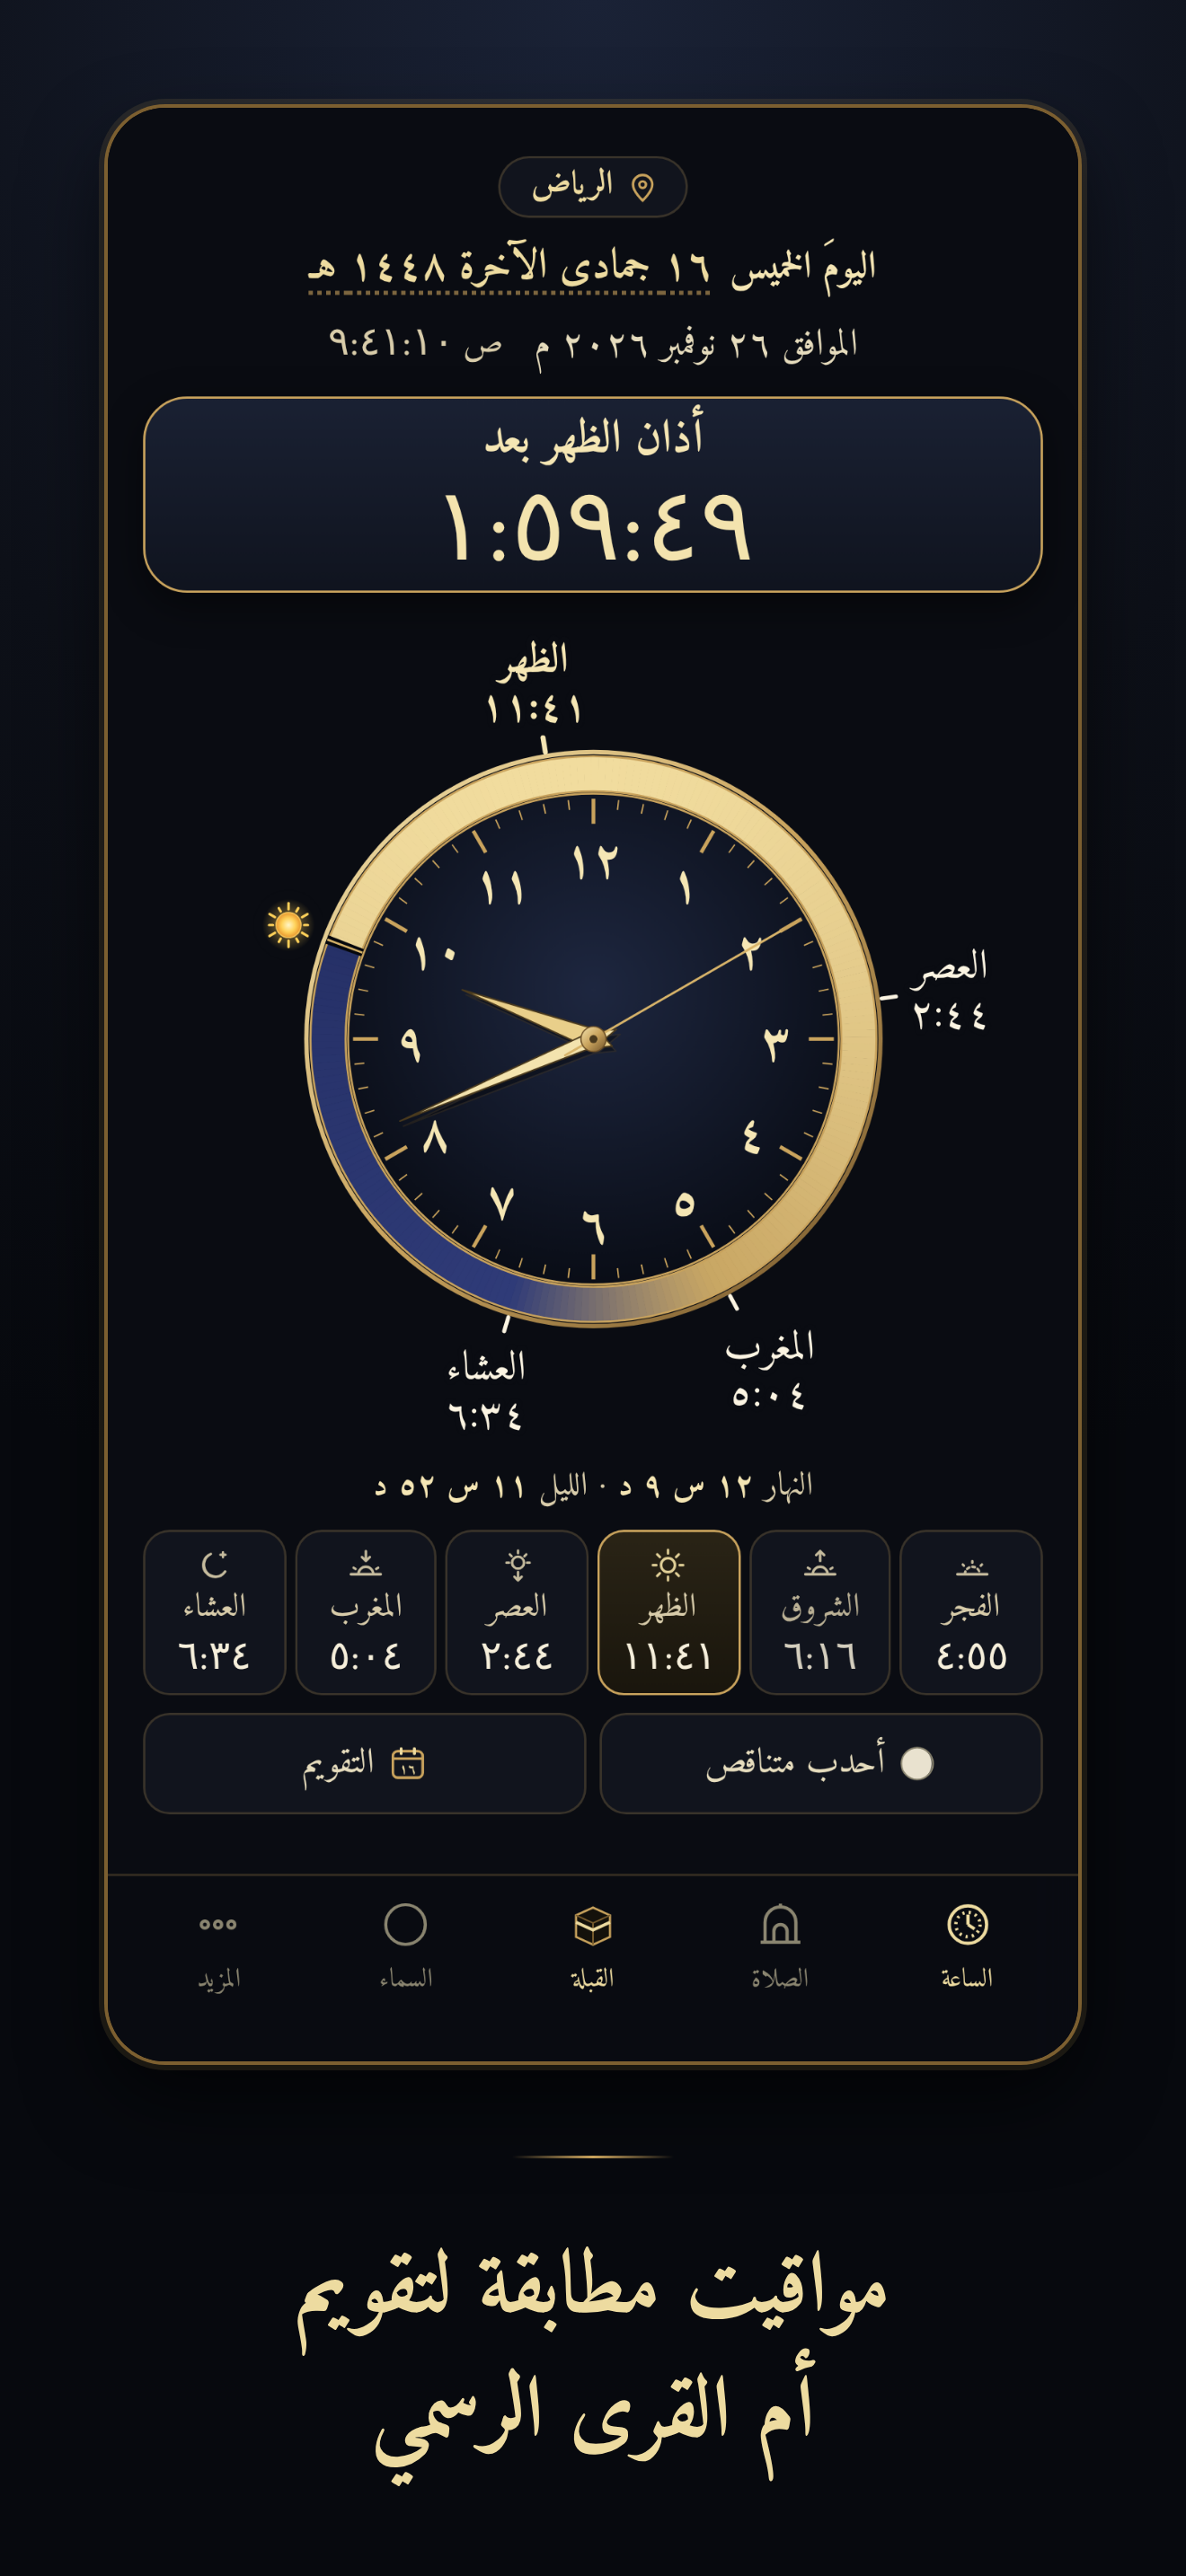 الرياض
اليومَ الخميس ١٦ جمادى الآخرة ١٤٤٨ هـ
الموافق ٢٦ نوفمبر ٢٠٢٦ م ص ٩:٤١:١٠
أذان الظهر بعد
١:٥٩:٤٩
الظهر
١١:٤١
العصر
٢:٤٤
١٢
١
٢
٣
٤
٥
٦
٧
٨
٩
١٠
١١
المغرب
٥:٠٤
العشاء
٦:٣٤
النهار ١٢ س ٩ د · الليل ١١ س ٥٢ د
الفجر
٤:٥٥
الشروق
٦:١٦
الظهر
١١:٤١
العصر
٢:٤٤
المغرب
٥:٠٤
العشاء
٦:٣٤
أحدب متناقص
١٦ التقويم
الساعة
الصلاة
القبلة
السماء
المزيد
مواقيت مطابقة لتقويم
أم القرى الرسمي